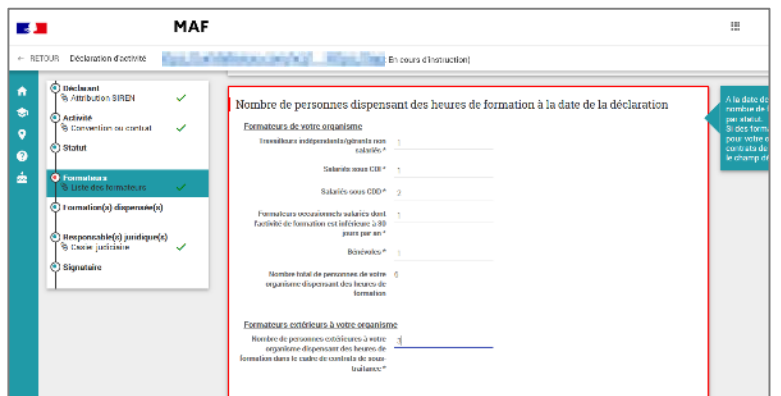 MAF
← RETOUR Déclaration d'activité En cours d'instruction)
Déclarant
Attribution SIREN
Activité
Convention ou contrat
Statut
Formateurs
Liste des formateurs
Formation(s) dispensée(s)
Responsable(s) juridique(s)
Casier judiciaire
Signataire
Nombre de personnes dispensant des heures de formation à la date de la déclaration
Formateurs de votre organisme
Travailleurs indépendants/gérants non
salariés * 1
Salariés sous CDI * 1
Salariés sous CDD * 2
Formateurs occasionnels salariés dont 1
l'activité de formation est inférieure à 30
jours par an *
Bénévoles * 1
Nombre total de personnes de votre 6
organisme dispensant des heures de
formation
Formateurs extérieurs à votre organisme
Nombre de personnes extérieures à votre 3
organisme dispensant des heures de
formation dans le cadre de contrats de sous-
traitance *
A la date de
nombre de
par statut.
Si des form
pour votre
contrats de
le champ dé